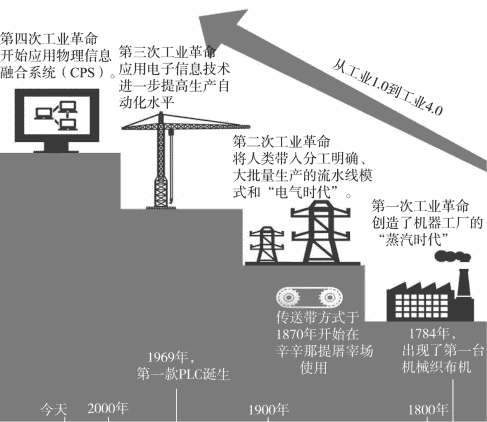 第四次工业革命
开始应用物理信息
融合系统（CPS）。
第三次工业革命
应用电子信息技术
进一步提高生产自
动化水平
从工业1.0到工业4.0
第二次工业革命
将人类带入分工明确、
大批量生产的流水线模
式和“电气时代”。
第一次工业革命
创造了机器工厂的
“蒸汽时代”
传送带方式于
1870年开始在
辛辛那提屠宰场
使用
1784年，
出现了第一台
机械织布机
1969年，
第一款PLC诞生
今天
2000年
1900年
1800年